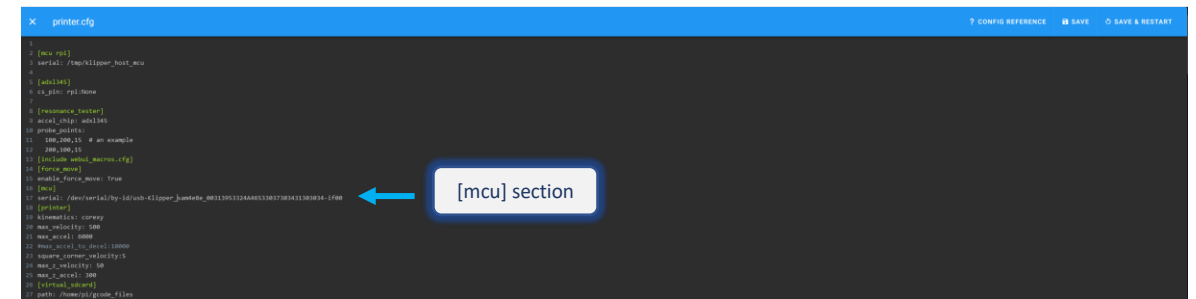 × printer.cfg ? CONFIG REFERENCE SAVE SAVE & RESTART
1
2 [mcu rpi]
3 serial: /tmp/klipper_host_mcu
4
5 [adxl345]
6 cs_pin: rpi:None
7
8 [resonance_tester]
9 accel_chip: adxl345
10 probe_points:
11 100,200,15 # an example
12 200,100,15
13 [include webui_macros.cfg]
14 [force_move]
15 enable_force_move: True
16 [mcu]
17 serial:
18 [printer]
19 kinematics: corexy
20 max_velocity: 500
21 max_accel: 6000
22 #max_accel_to_decel:10000
23 square_corner_velocity:5
24 max_z_velocity: 50
25 max_z_accel: 300
26 [virtual_sdcard]
27 path: /home/pi/gcode_files
[mcu] section